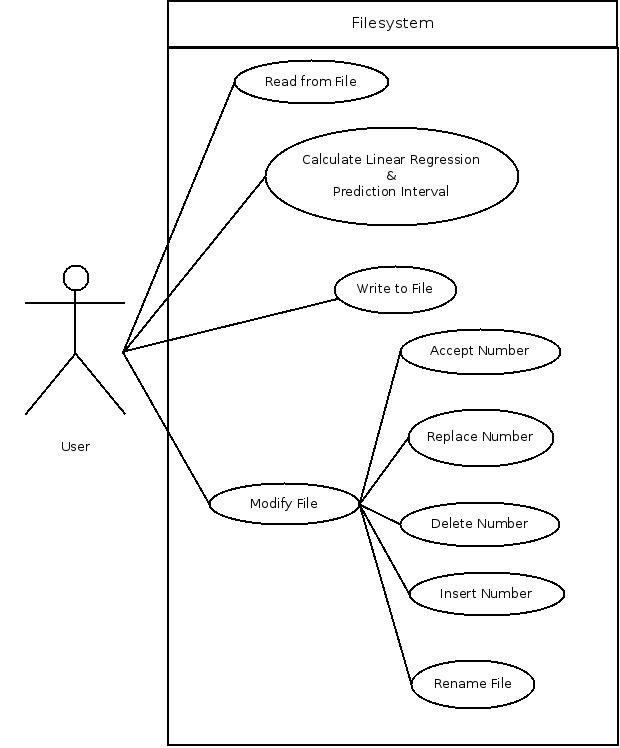 Filesystem
Read from File
Calculate Linear Regression
&
Prediction Interval
Write to File
Accept Number
Replace Number
User
Modify File
Delete Number
Insert Number
Rename File